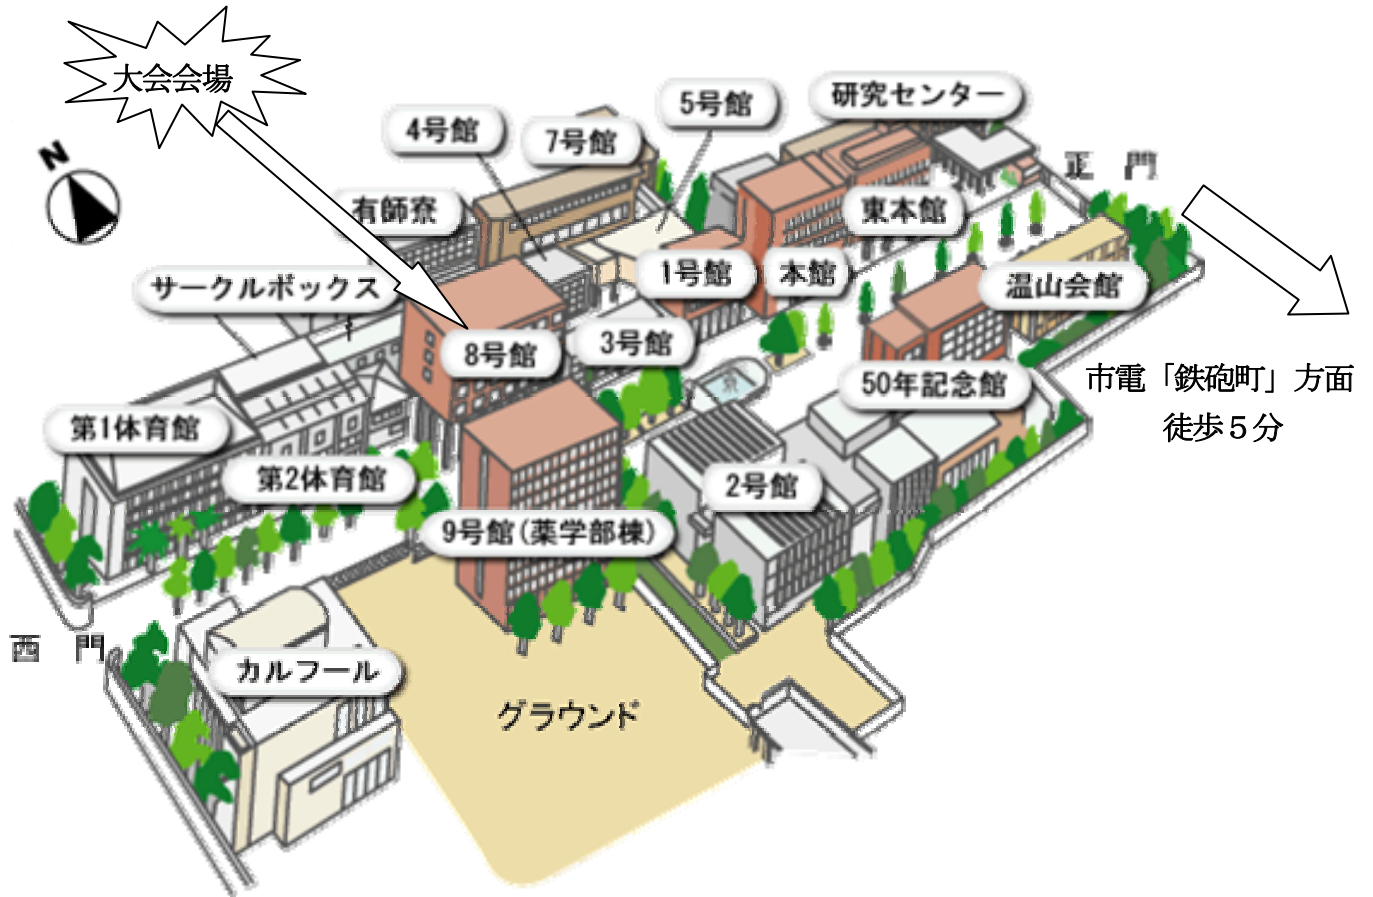 大会会場
N
研究センター
5号館
4号館
7号館
正　門
有師寮
東本館
1号館
本館
温山会館
サークルボックス
8号館
3号館
50年記念館
市電「鉄砲町」方面
徒歩５分
第1体育館
第2体育館
2号館
9号館(薬学部棟)
西　門
カルフール
グラウンド